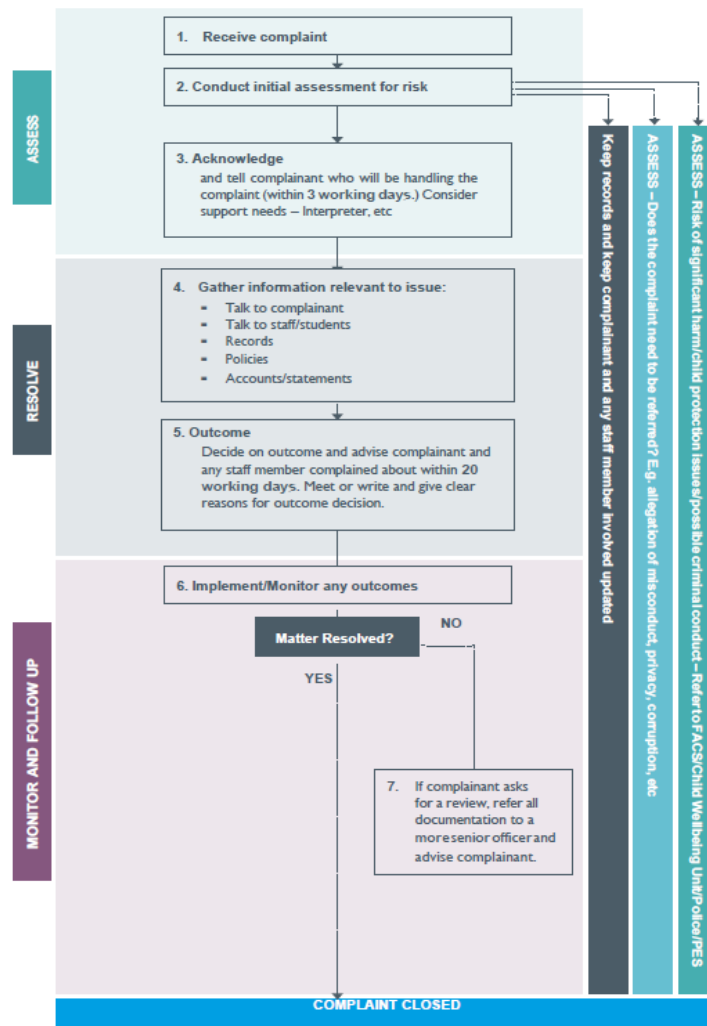 1. Receive complaint
2. Conduct initial assessment for risk
3. Acknowledge
and tell complainant who will be handling the
complaint (within 3 working days.) Consider
support needs – Interpreter, etc
ASSESS
4. Gather information relevant to issue:
- Talk to complainant
- Talk to staff/students
- Records
- Policies
- Accounts/statements
5. Outcome
Decide on outcome and advise complainant and
any staff member complained about within 20
working days. Meet or write and give clear
reasons for outcome decision.
RESOLVE
6. Implement/Monitor any outcomes
Matter Resolved?
NO
YES
7. If complainant asks
for a review, refer all
documentation to a
more senior officer and
advise complainant.
MONITOR AND FOLLOW UP
Keep records and keep complainant and any staff member involved updated
ASSESS – Does the complaint need to be referred? E.g. allegation of misconduct, privacy, corruption, etc
ASSESS – Risk of significant harm/child protection issues/possible criminal conduct – Refer to FACS/Child Wellbeing Unit/Police/PES
COMPLAINT CLOSED